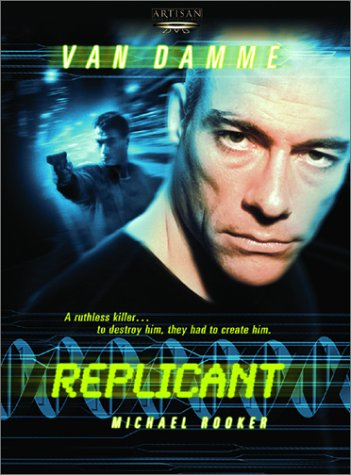 ARTISAN
VAN DAMME
A ruthless killer...
to destroy him, they had to create him.
REPLICANT
MICHAEL ROOKER